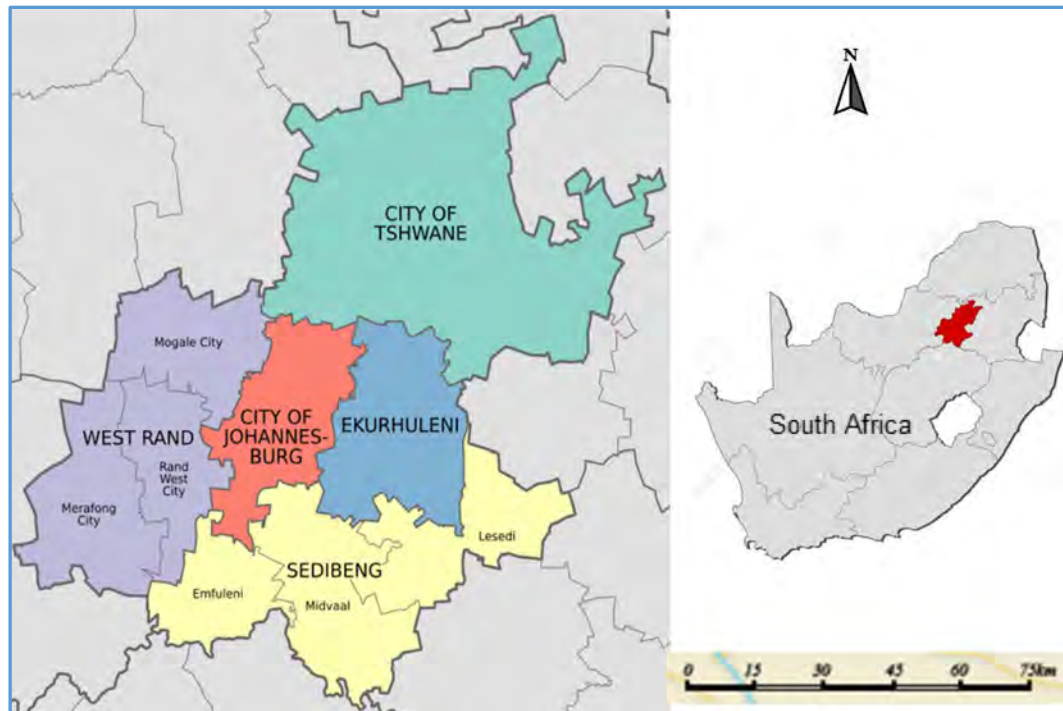 CITY OF
TSHWANE
Mogale City
WEST RAND
CITY OF
JOHANNES-
BURG
EKURHULENI
Rand
West
City
Merafong
City
Lesedi
SEDIBENG
Emfuleni
Midvaal
N
South Africa
0 15 30 45 60 75km